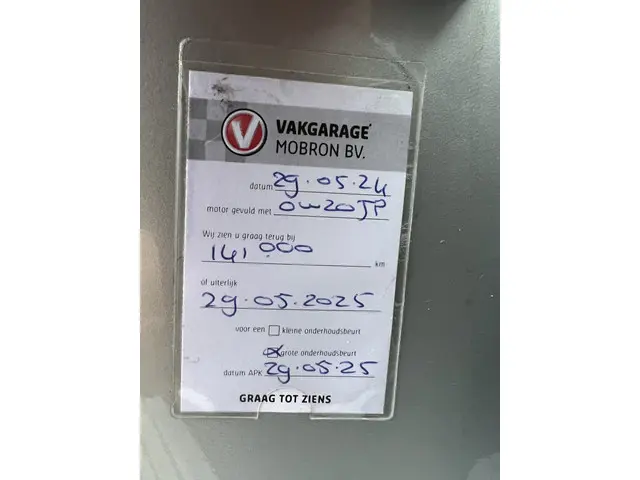 V VAKGARAGE
MOBRON BV.
datum 29.05.24
motor gevuld met 0W20JP
Wij zien u graag terug bij
141.000 km
of uiterlijk
29.05.2025
voor een kleine onderhoudsbeurt
grote onderhoudsbeurt
datum APK 29.05.25
GRAAG TOT ZIENS